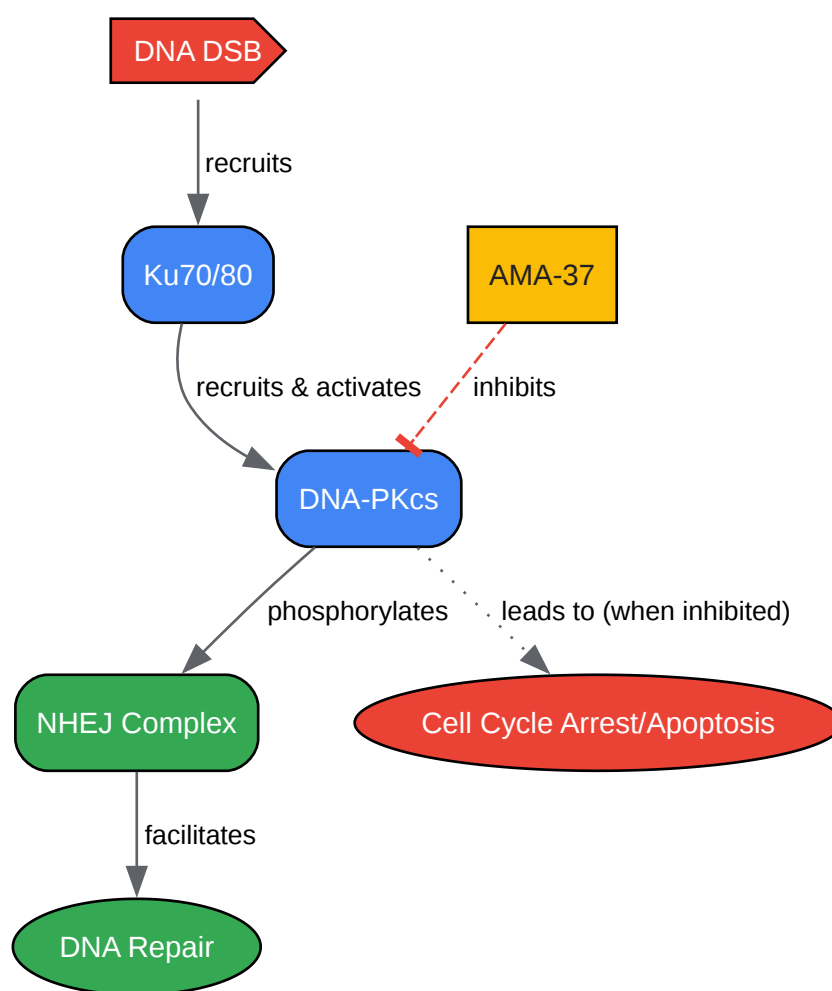 DNA DSB
recruits
Ku70/80
AMA-37
recruits & activates
inhibits
DNA-PKcs
phosphorylates
leads to (when inhibited)
NHEJ Complex
Cell Cycle Arrest/Apoptosis
facilitates
DNA Repair